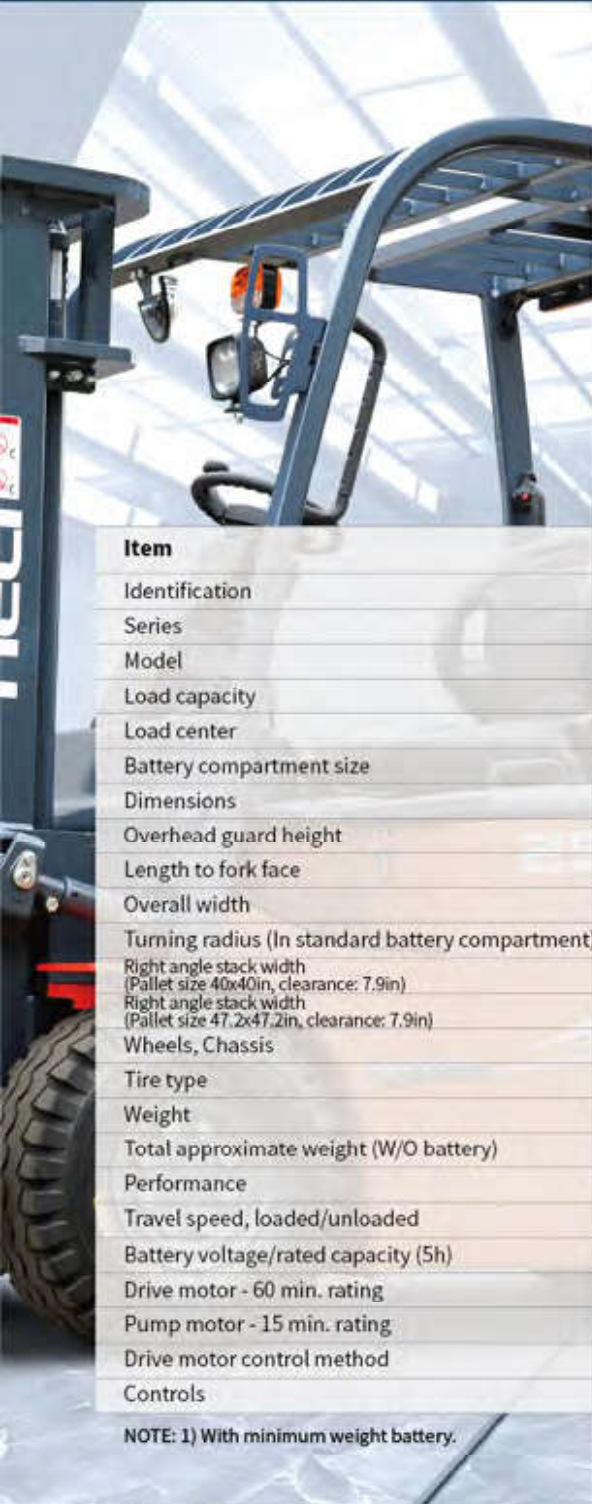 Item
Identification
Series
Model
Load capacity
Load center
Battery compartment size
Dimensions
Overhead guard height
Length to fork face
Overall width
Turning radius (In standard battery compartment)
Right angle stack width
(Pallet size 40x40in, clearance: 7.9in)
Right angle stack width
(Pallet size 47.2x47.2in, clearance: 7.9in)
Wheels, Chassis
Tire type
Weight
Total approximate weight (W/O battery)
Performance
Travel speed, loaded/unloaded
Battery voltage/rated capacity (5h)
Drive motor - 60 min. rating
Pump motor - 15 min. rating
Drive motor control method
Controls
NOTE: 1) With minimum weight battery.